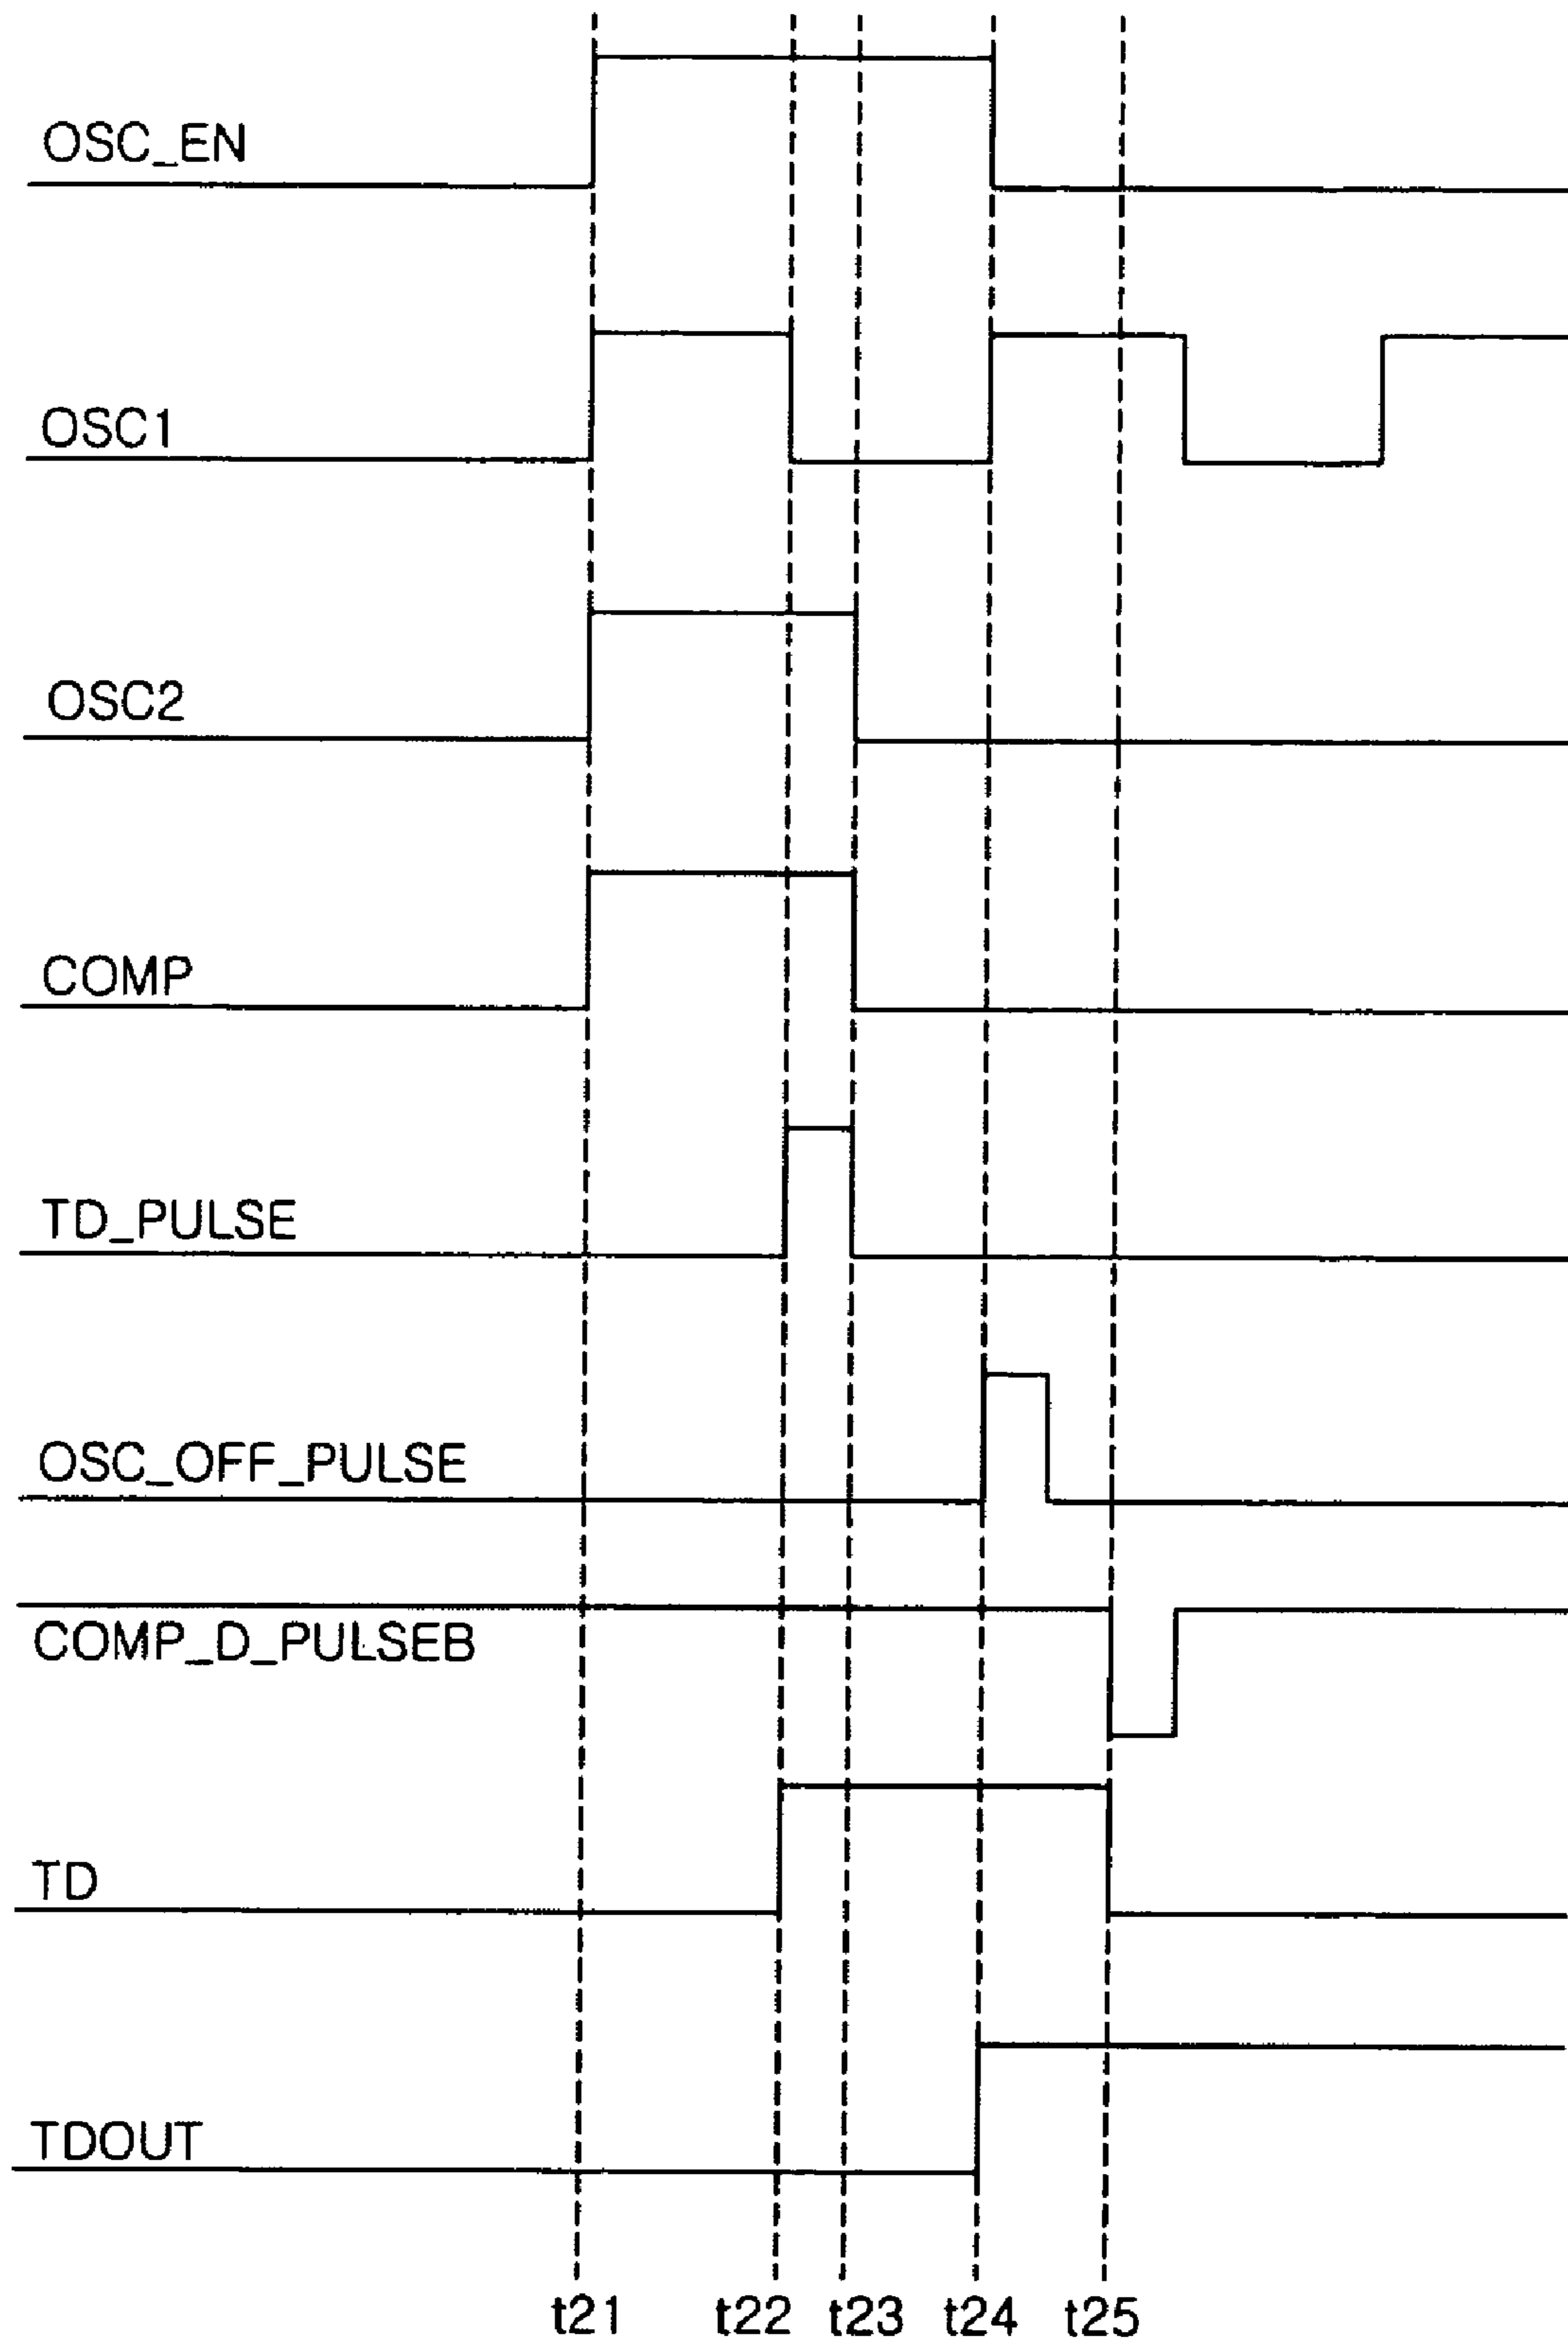 OSC_EN
OSC1
OSC2
COMP
TD_PULSE
OSC_OFF_PULSE
COMP_D_PULSEB
TD
TDOUT
t21 t22 t23 t24 t25